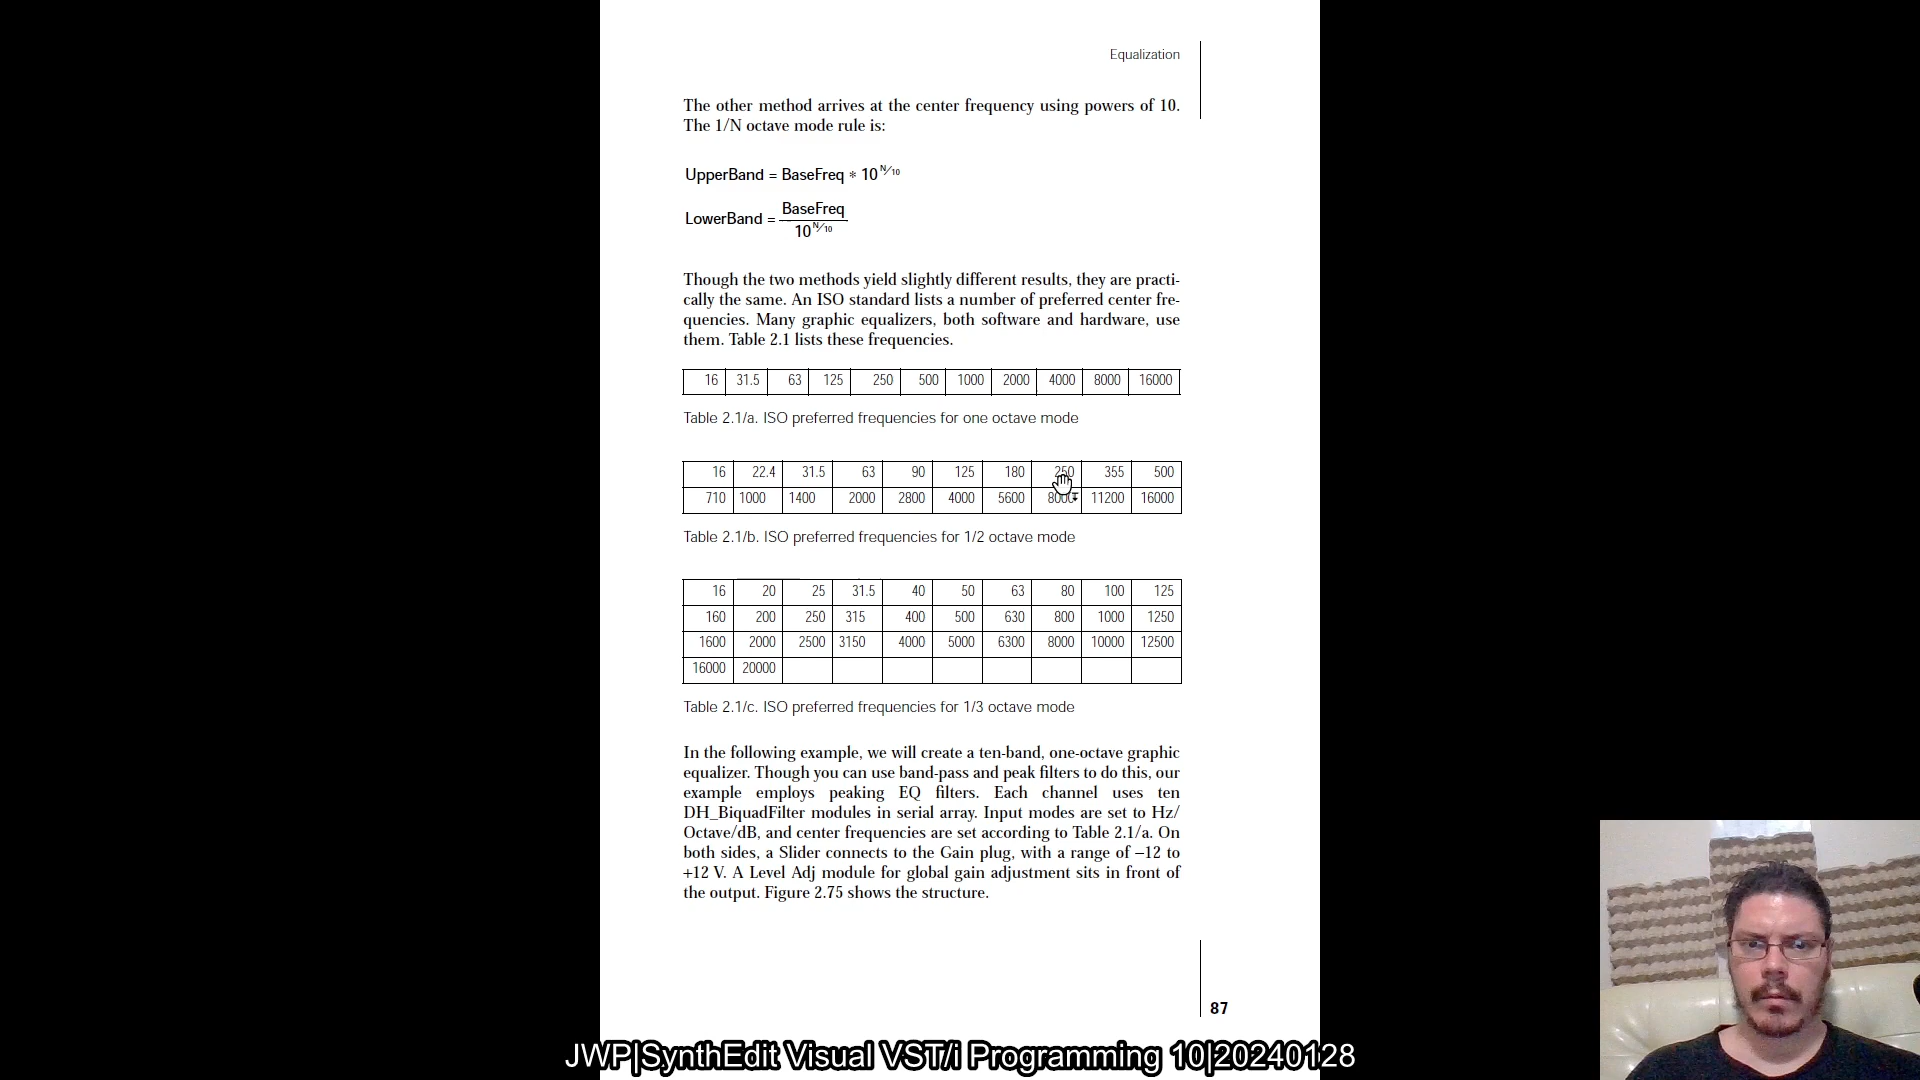 Equalization
The other method arrives at the center frequency using powers of 10.
The 1/N octave mode rule is:
UpperBand = BaseFreq * 10^N/10
LowerBand = BaseFreq
10^N/10
Though the two methods yield slightly different results, they are practi-
cally the same. An ISO standard lists a number of preferred center fre-
quencies. Many graphic equalizers, both software and hardware, use
them. Table 2.1 lists these frequencies.
16 31.5 63 125 250 500 1000 2000 4000 8000 16000
Table 2.1/a. ISO preferred frequencies for one octave mode
16 22.4 31.5 63 90 125 180 250 355 500
710 1000 1400 2000 2800 4000 5600 8000 11200 16000
Table 2.1/b. ISO preferred frequencies for 1/2 octave mode
16 20 25 31.5 40 50 63 80 100 125
160 200 250 315 400 500 630 800 1000 1250
1600 2000 2500 3150 4000 5000 6300 8000 10000 12500
16000 20000
Table 2.1/c. ISO preferred frequencies for 1/3 octave mode
In the following example, we will create a ten-band, one-octave graphic
equalizer. Though you can use band-pass and peak filters to do this, our
example employs peaking EQ filters. Each channel uses ten
DH_BiquadFilter modules in serial array. Input modes are set to Hz/
Octave/dB, and center frequencies are set according to Table 2.1/a. On
both sides, a Slider connects to the Gain plug, with a range of –12 to
+12 V. A Level Adj module for global gain adjustment sits in front of
the output. Figure 2.75 shows the structure.
87
JWP|SynthEdit Visual VST/i Programming 10|20240128